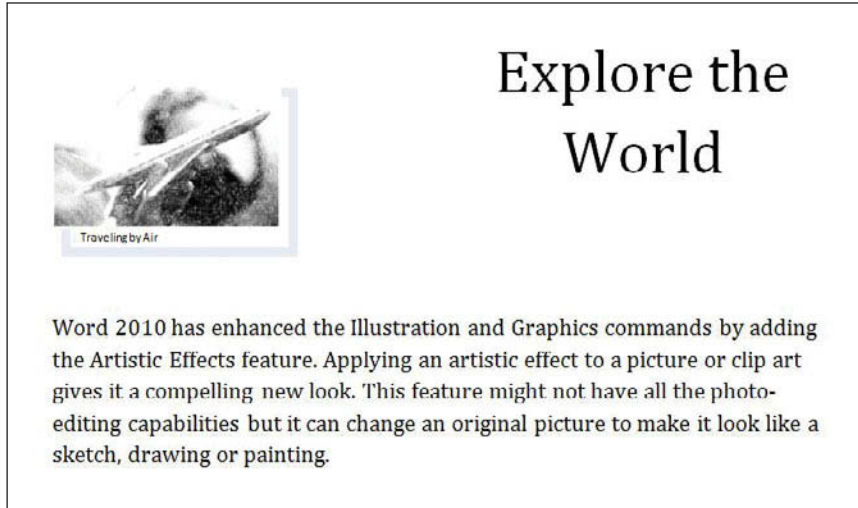 Explore the
World
Traveling by Air
Word 2010 has enhanced the Illustration and Graphics commands by adding
the Artistic Effects feature. Applying an artistic effect to a picture or clip art
gives it a compelling new look. This feature might not have all the photo-
editing capabilities but it can change an original picture to make it look like a
sketch, drawing or painting.